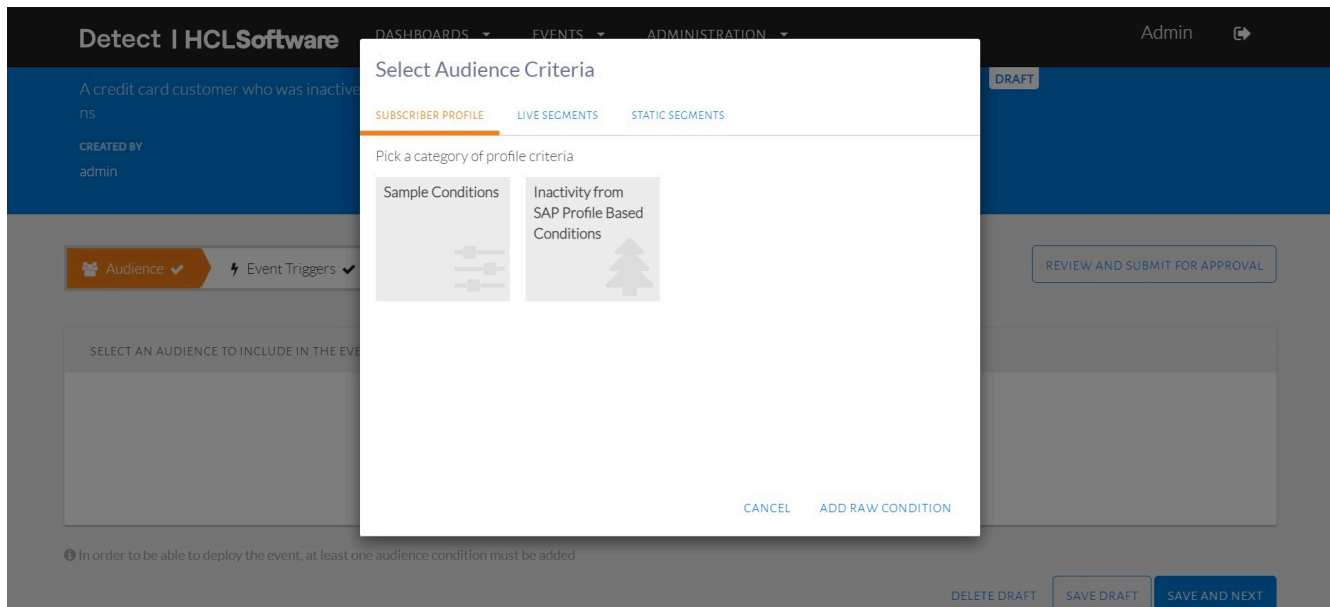 Detect | HCLSoftware
DASHBOARDS
EVENTS
ADMINISTRATION
Admin
A credit card customer who was inactive
ns
DRAFT
CREATED BY
admin
Select Audience Criteria
SUBSCRIBER PROFILE
LIVE SEGMENTS
STATIC SEGMENTS
Pick a category of profile criteria
Sample Conditions
Inactivity from
SAP Profile Based
Conditions
CANCEL
ADD RAW CONDITION
Audience
Event Triggers
REVIEW AND SUBMIT FOR APPROVAL
SELECT AN AUDIENCE TO INCLUDE IN THE EVE
In order to be able to deploy the event, at least one audience condition must be added
DELETE DRAFT
SAVE DRAFT
SAVE AND NEXT